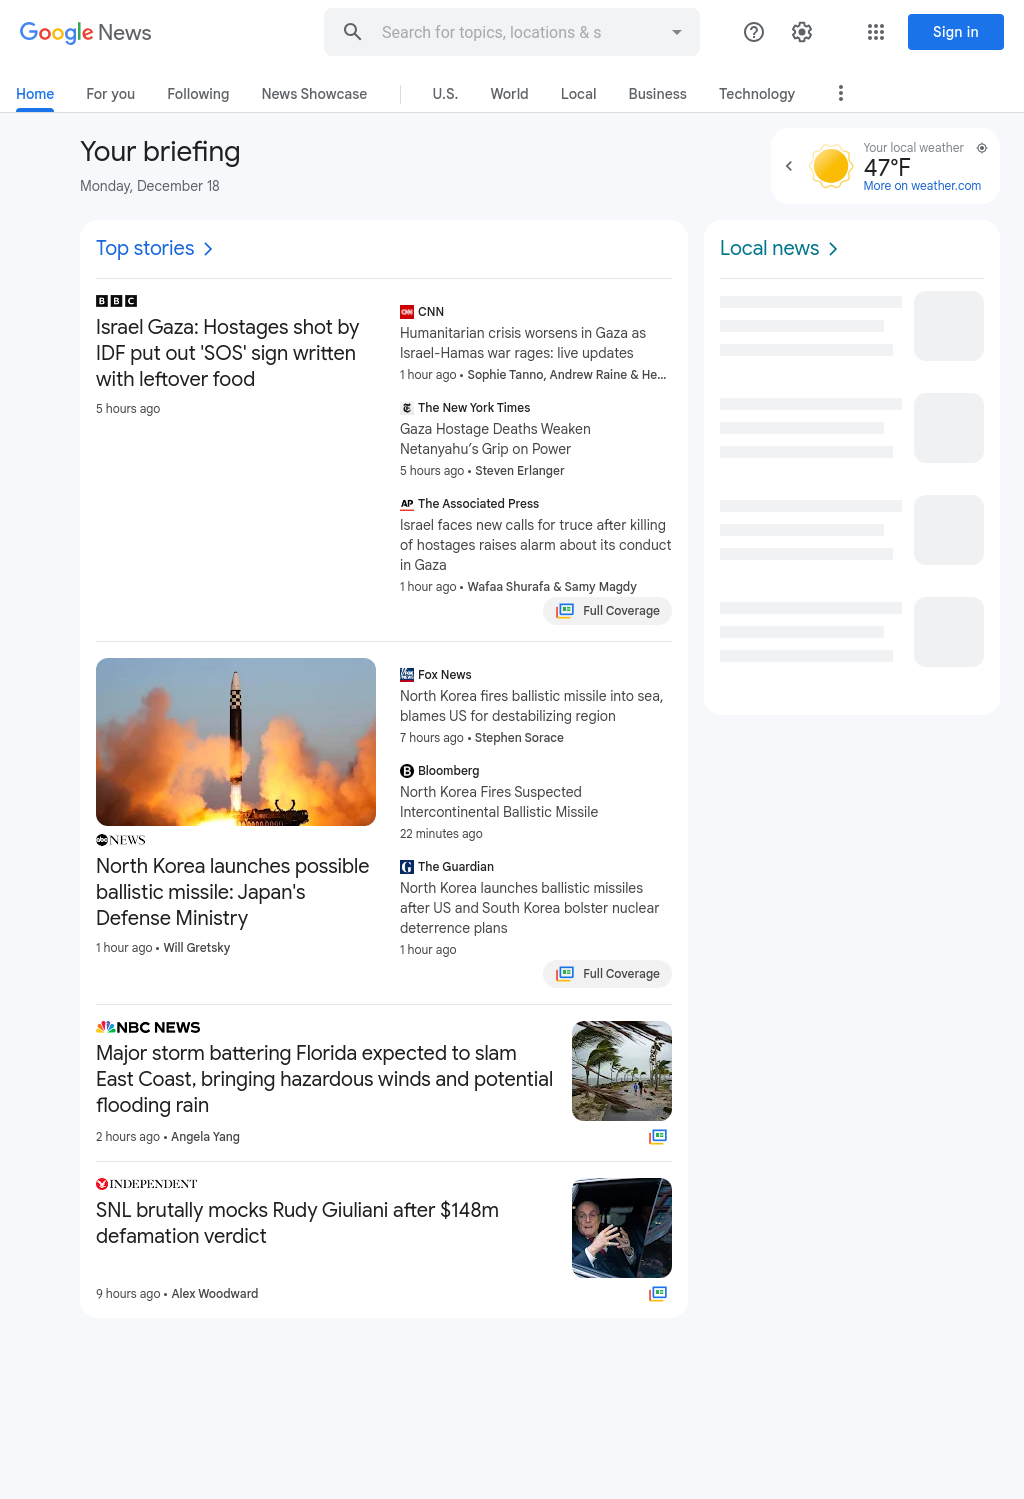 Google News
Search for topics, locations & s
Sign in
Home
For you
Following
News Showcase
U.S.
World
Local
Business
Technology
Your briefing
Monday, December 18
Your local weather
47°F
More on weather.com
Top stories
BBC
Israel Gaza: Hostages shot by
IDF put out 'SOS' sign written
with leftover food
5 hours ago
CNN
Humanitarian crisis worsens in Gaza as
Israel-Hamas war rages: live updates
1 hour ago • Sophie Tanno, Andrew Raine & He...
The New York Times
Gaza Hostage Deaths Weaken
Netanyahu’s Grip on Power
5 hours ago • Steven Erlanger
AP The Associated Press
Israel faces new calls for truce after killing
of hostages raises alarm about its conduct
in Gaza
1 hour ago • Wafaa Shurafa & Samy Magdy
Full Coverage
abc NEWS
North Korea launches possible
ballistic missile: Japan's
Defense Ministry
1 hour ago • Will Gretsky
Fox News
North Korea fires ballistic missile into sea,
blames US for destabilizing region
7 hours ago • Stephen Sorace
B Bloomberg
North Korea Fires Suspected
Intercontinental Ballistic Missile
22 minutes ago
G The Guardian
North Korea launches ballistic missiles
after US and South Korea bolster nuclear
deterrence plans
1 hour ago
Full Coverage
NBC NEWS
Major storm battering Florida expected to slam
East Coast, bringing hazardous winds and potential
flooding rain
2 hours ago • Angela Yang
INDEPENDENT
SNL brutally mocks Rudy Giuliani after $148m
defamation verdict
9 hours ago • Alex Woodward
Local news